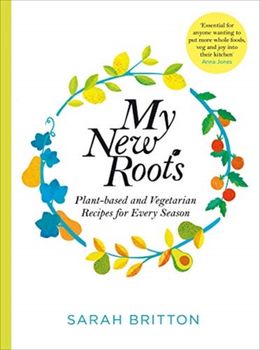 'Essential for
anyone wanting to
put more whole foods,
veg and joy into
their kitchen'
Anna Jones
My
New
Roots
Plant-based and Vegetarian
Recipes for Every Season
SARAH BRITTON